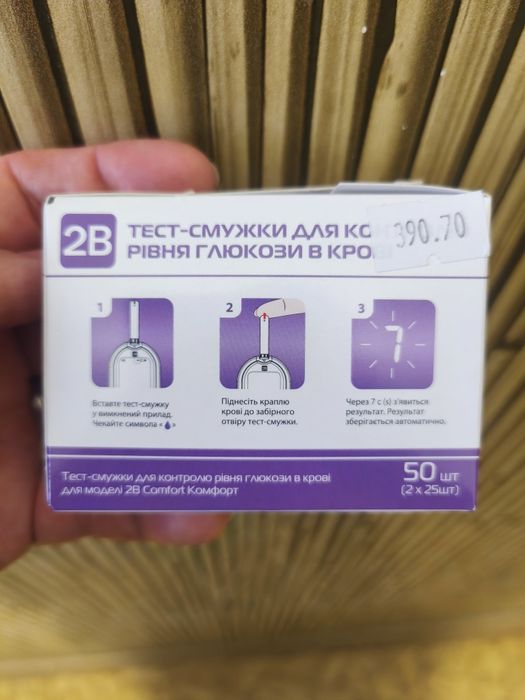 2B
ТЕСТ-СМУЖКИ ДЛЯ
РІВНЯ ГЛЮКОЗИ В КРОВ
390.70
1
2
3
7
Вставте тест-смужку
у вимкнений прилад.
Чекайте символа « »
Піднесіть краплю
крові до забірного
отвіру тест-смужки.
Через 7 с (s) з'явиться
результат. Результат
зберігається автоматично.
Тест-смужки для контролю рівня глюкози в крові
для моделі 2B Comfort Комфорт
50 шт
(2 x 25шт)